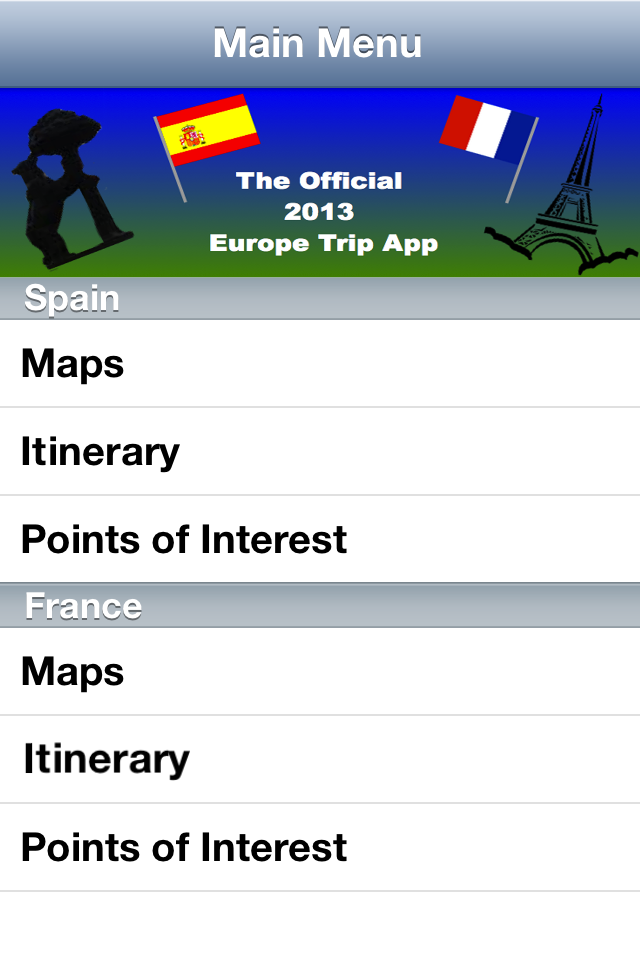 Main Menu
The Official
2013
Europe Trip App
Spain
Maps
Itinerary
Points of Interest
France
Maps
Itinerary
Points of Interest